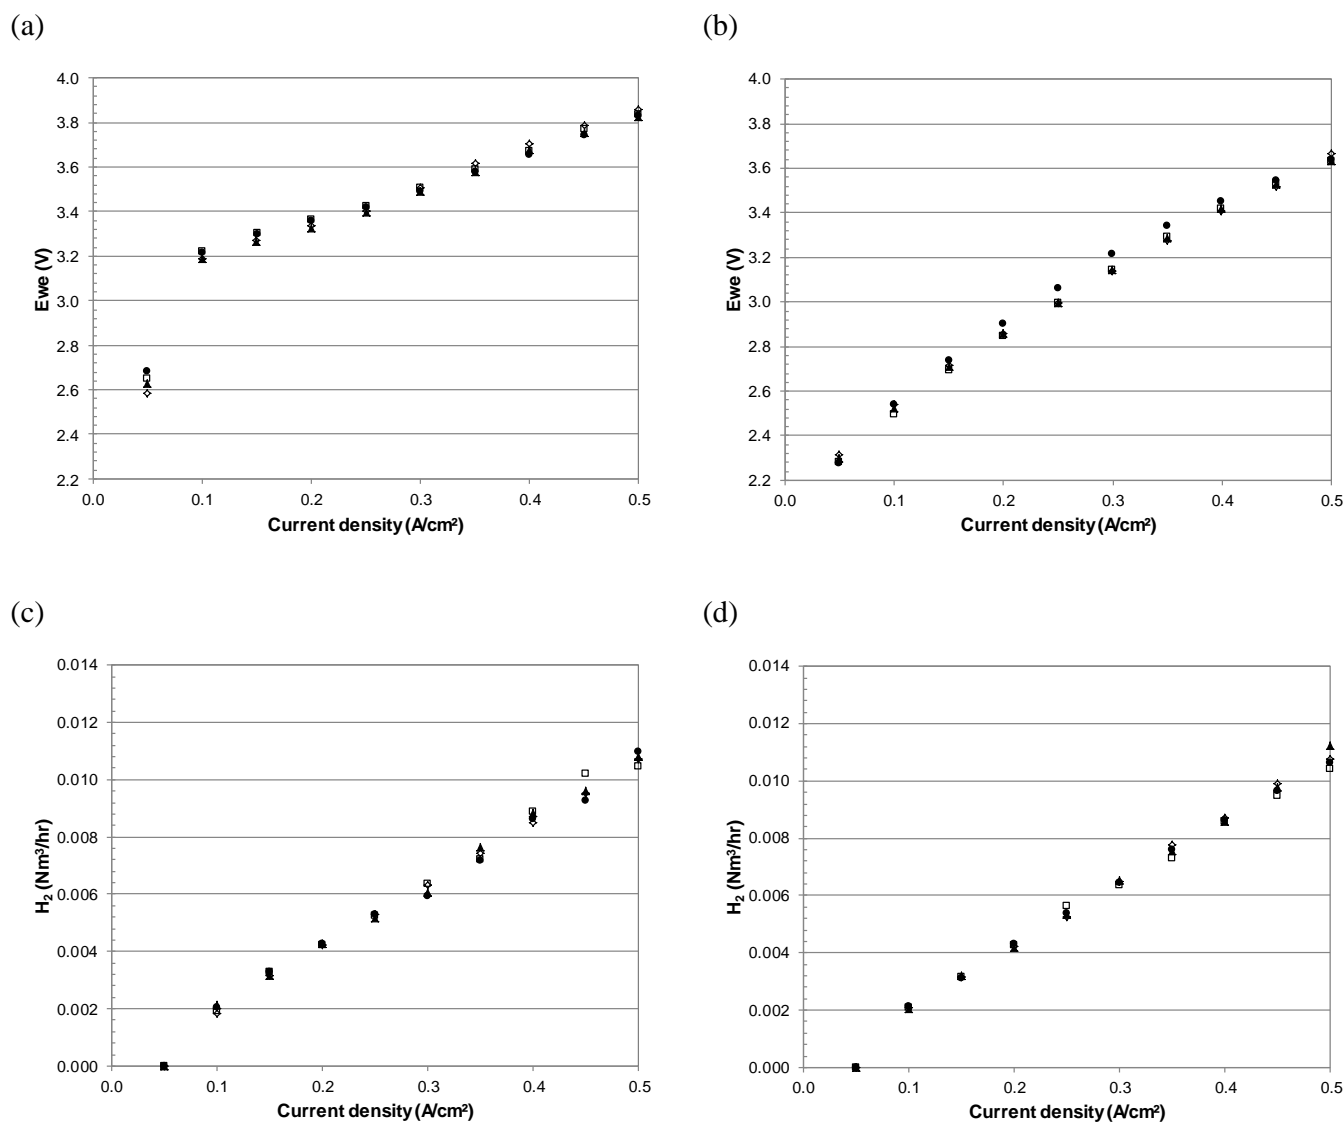 (a)
4.0
3.8
3.6
3.4
3.2
3.0
2.8
2.6
2.4
2.2
Ewe (V)
0.0 0.1 0.2 0.3 0.4 0.5
Current density (A/cm²)
(b)
4.0
3.8
3.6
3.4
3.2
3.0
2.8
2.6
2.4
2.2
Ewe (V)
0.0 0.1 0.2 0.3 0.4 0.5
Current density (A/cm²)
(c)
0.014
0.012
0.010
0.008
0.006
0.004
0.002
0.000
H₂ (Nm³/hr)
0.0 0.1 0.2 0.3 0.4 0.5
Current density (A/cm²)
(d)
0.014
0.012
0.010
0.008
0.006
0.004
0.002
0.000
H₂ (Nm³/hr)
0.0 0.1 0.2 0.3 0.4 0.5
Current density (A/cm²)